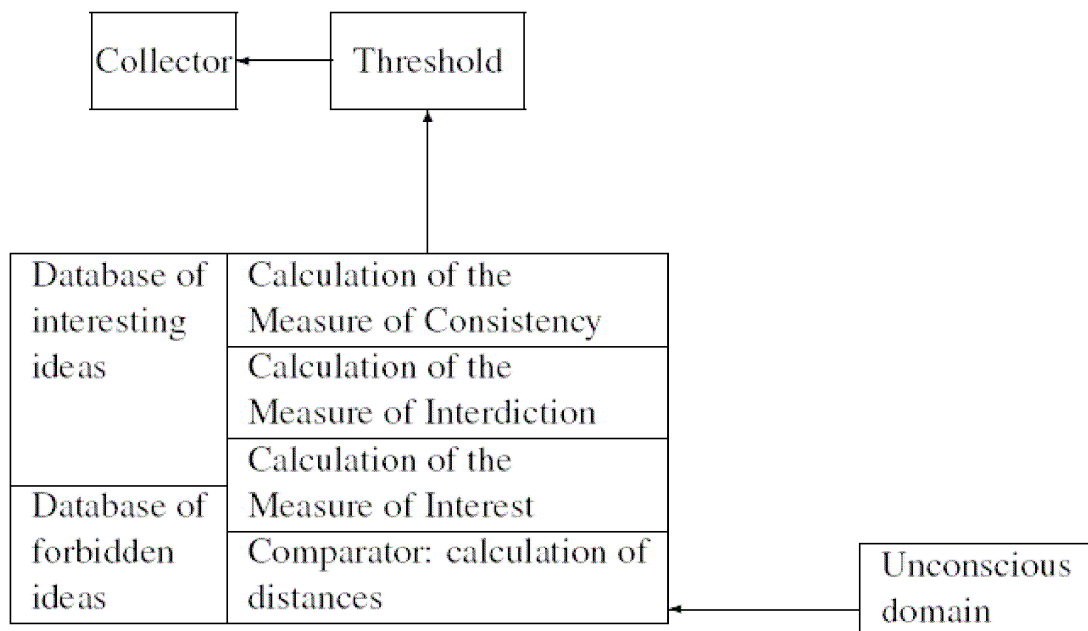 Collector
Threshold
Database of
interesting
ideas
Calculation of the
Measure of Consistency
Calculation of the
Measure of Interdiction
Calculation of the
Measure of Interest
Database of
forbidden
ideas
Comparator: calculation of
distances
Unconscious
domain